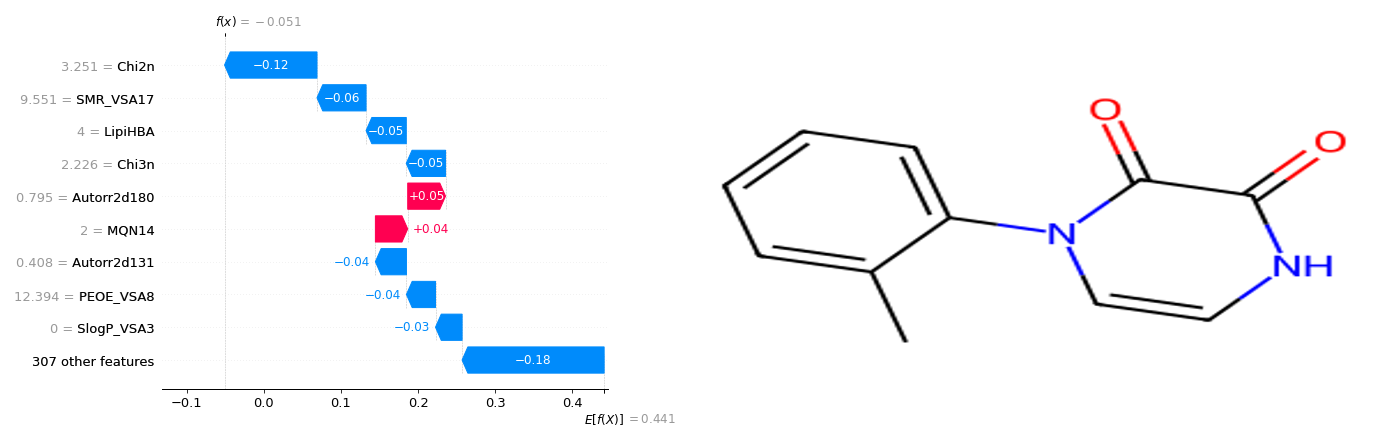 f(x) = −0.051
3.251 = Chi2n
−0.12
9.551 = SMR_VSA17
−0.06
4 = LipiHBA
−0.05
2.226 = Chi3n
−0.05
0.795 = Autorr2d180
+0.05
2 = MQN14
+0.04
0.408 = Autorr2d131
−0.04
12.394 = PEOE_VSA8
−0.04
0 = SlogP_VSA3
−0.03
307 other features
−0.18
−0.1 0.0 0.1 0.2 0.3 0.4
E[f(X)] = 0.441
O
O
N
NH